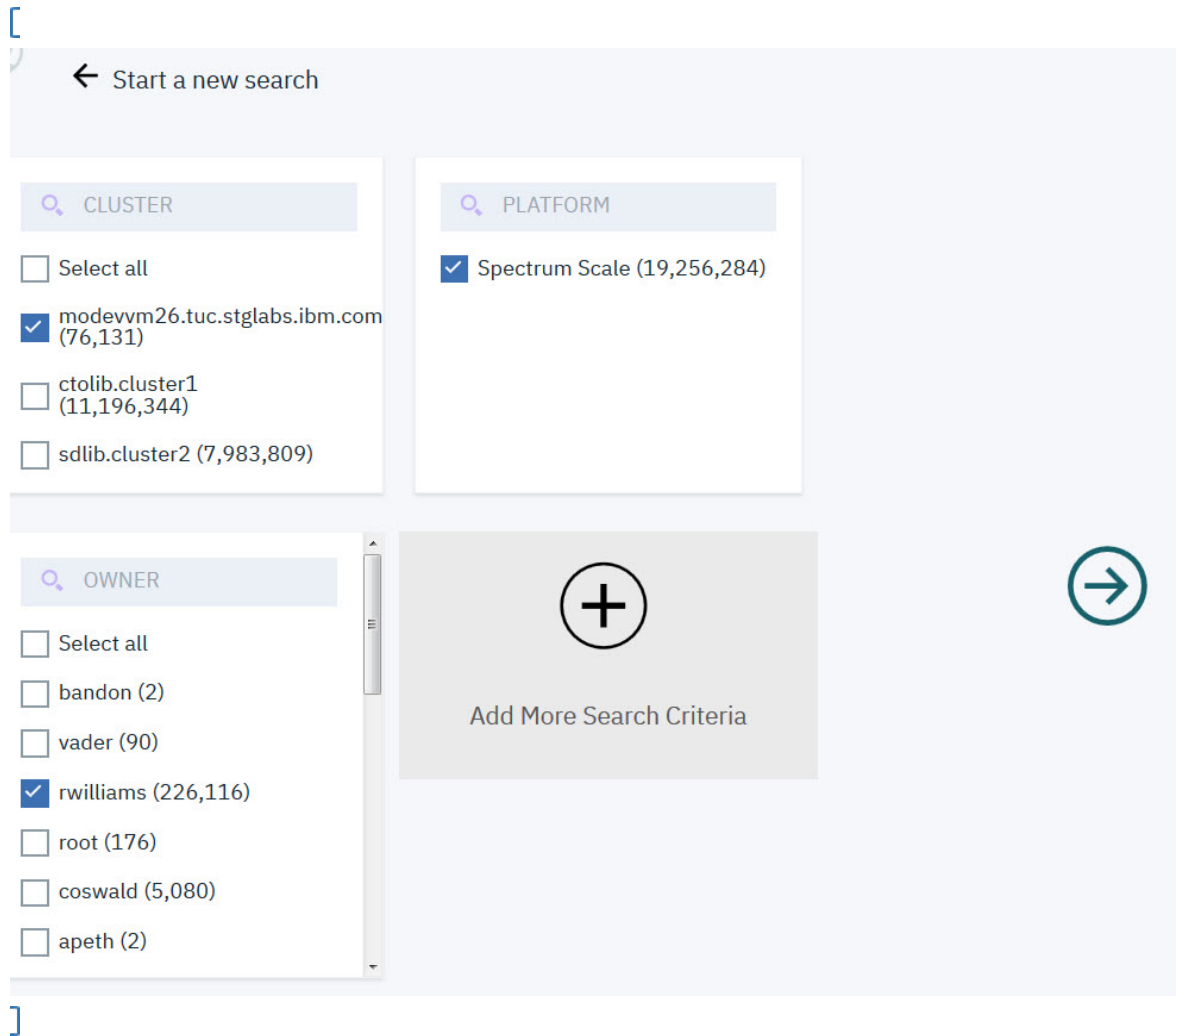 Start a new search
CLUSTER
Select all
modevvm26.tuc.stglabs.ibm.com
(76,131)
ctolib.cluster1
(11,196,344)
sdlib.cluster2 (7,983,809)
PLATFORM
Spectrum Scale (19,256,284)
OWNER
Select all
bandon (2)
vader (90)
rwilliams (226,116)
root (176)
coswald (5,080)
apeth (2)
Add More Search Criteria